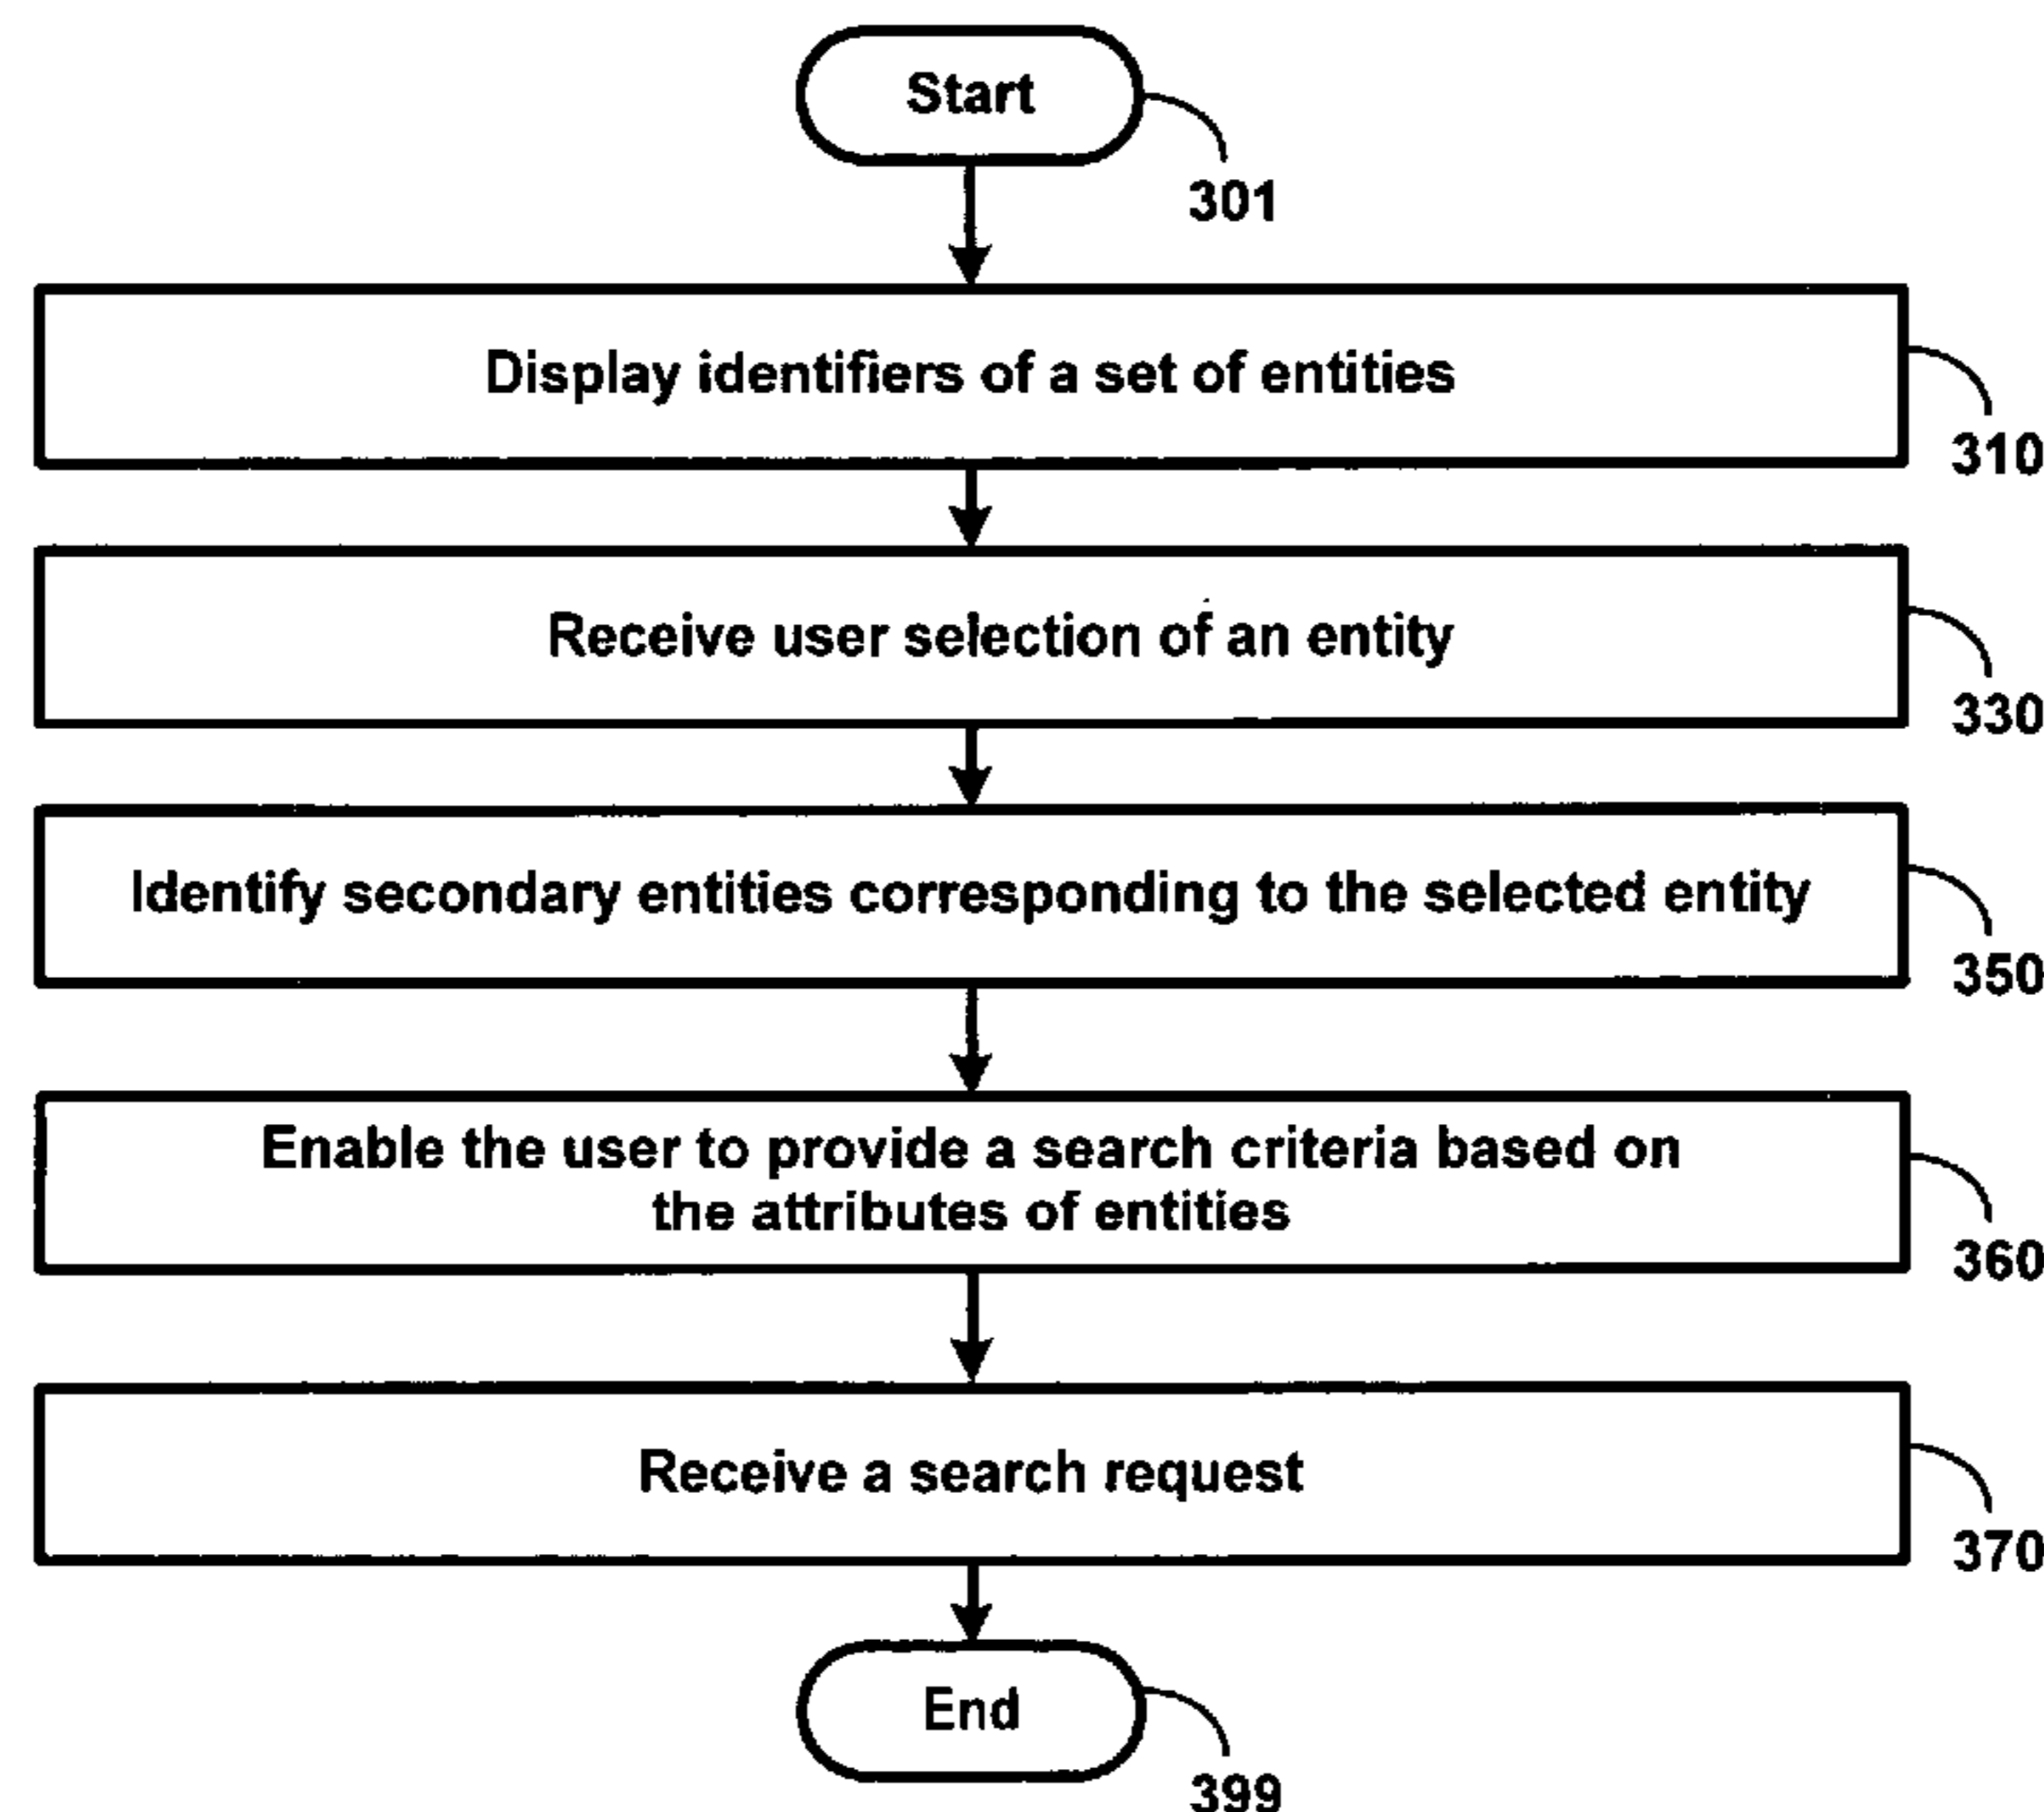 Start
301
Display identifiers of a set of entities
310
Receive user selection of an entity
330
Identify secondary entities corresponding to the selected entity
350
Enable the user to provide a search criteria based on
the attributes of entities
360
Receive a search request
370
End
399